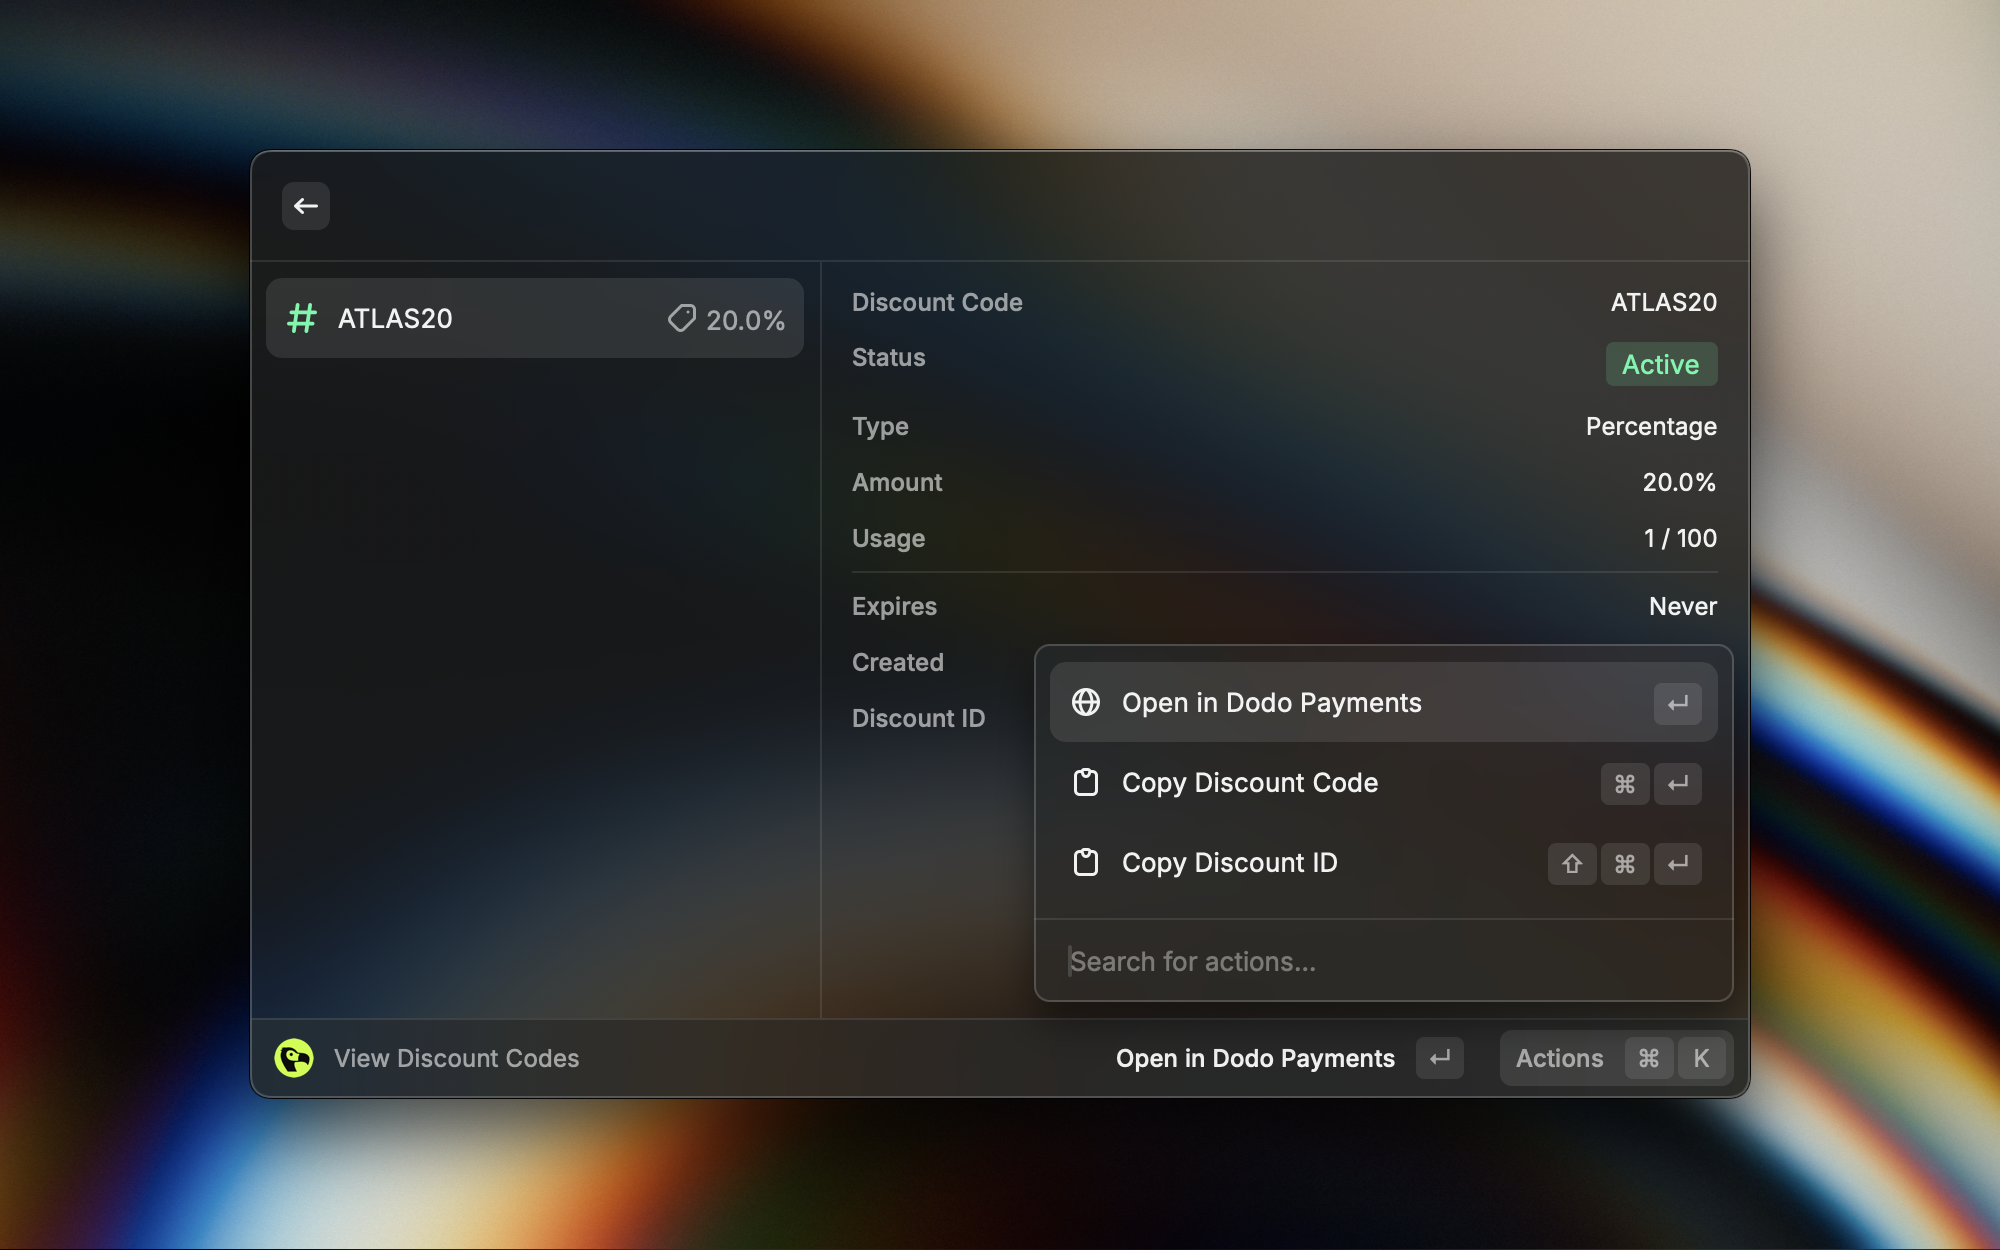 ATLAS20 20.0%
Discount Code ATLAS20
Status Active
Type Percentage
Amount 20.0%
Usage 1 / 100
Expires Never
Created
Discount ID
Open in Dodo Payments ↵
Copy Discount Code ⌘ ↵
Copy Discount ID ⇧ ⌘ ↵
Search for actions...
View Discount Codes Open in Dodo Payments ↵ Actions ⌘ K